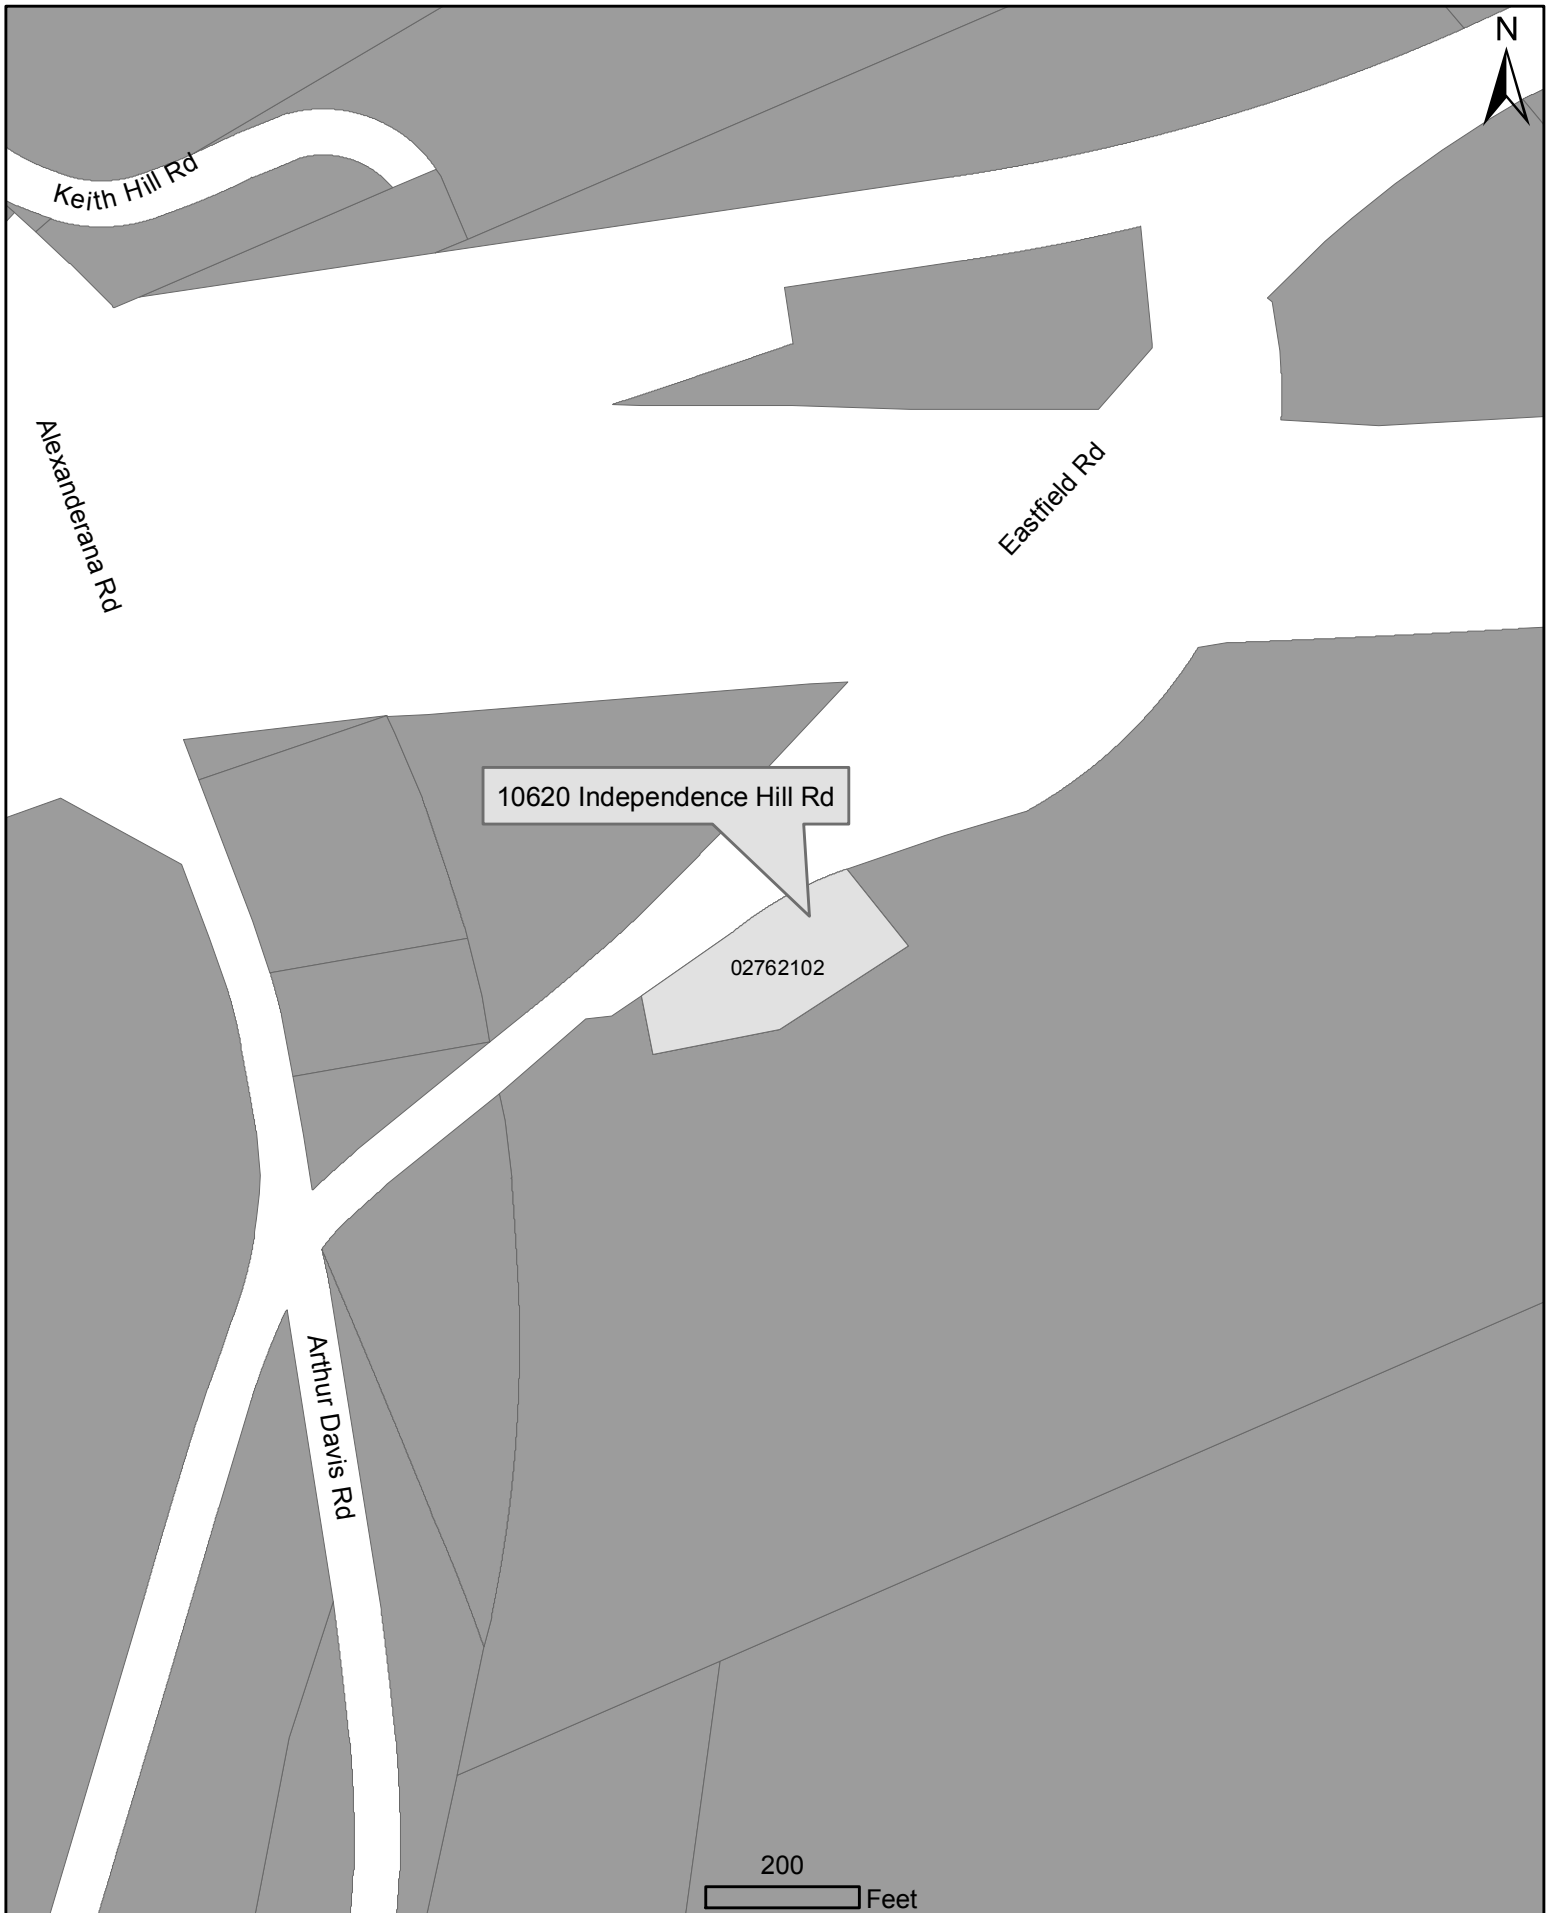 N
Keith Hill Rd
Alexanderana Rd
Eastfield Rd
10620 Independence Hill Rd
02762102
Arthur Davis Rd
200
Feet